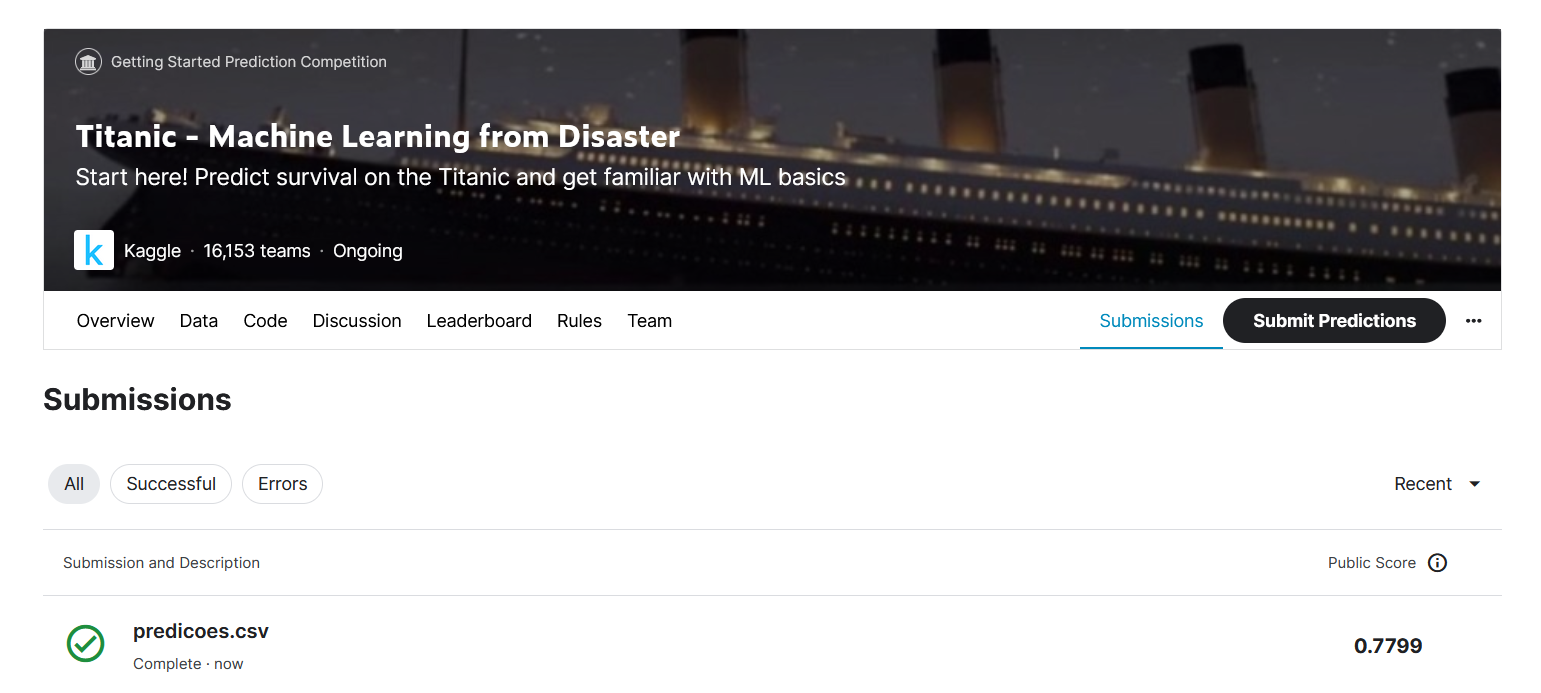 Getting Started Prediction Competition
Titanic - Machine Learning from Disaster
Start here! Predict survival on the Titanic and get familiar with ML basics
k Kaggle · 16,153 teams · Ongoing
Overview Data Code Discussion Leaderboard Rules Team Submissions Submit Predictions ···
Submissions
All Successful Errors Recent
Submission and Description Public Score
predicoes.csv
Complete · now
0.7799